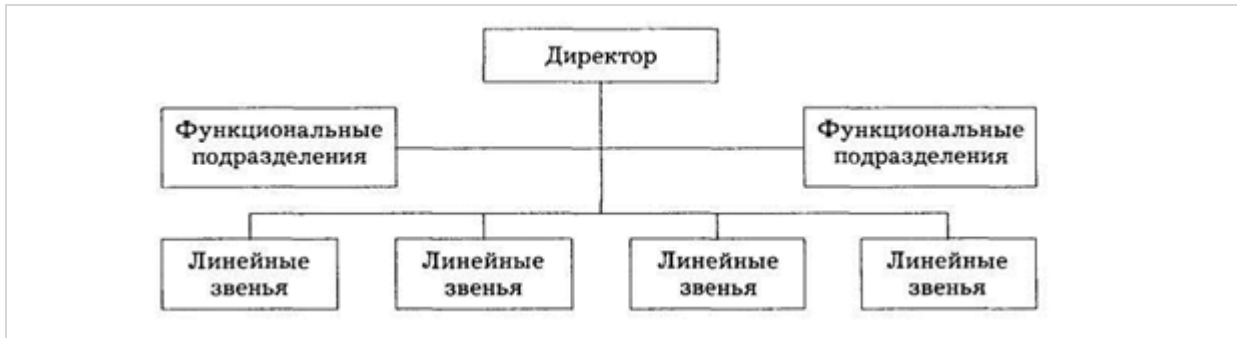 Директор
Функциональные
подразделения
Функциональные
подразделения
Линейные
звенья
Линейные
звенья
Линейные
звенья
Линейные
звенья